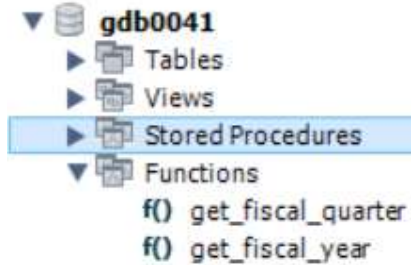 gdb0041
Tables
Views
Stored Procedures
Functions
f() get_fiscal_quarter
f() get_fiscal_year